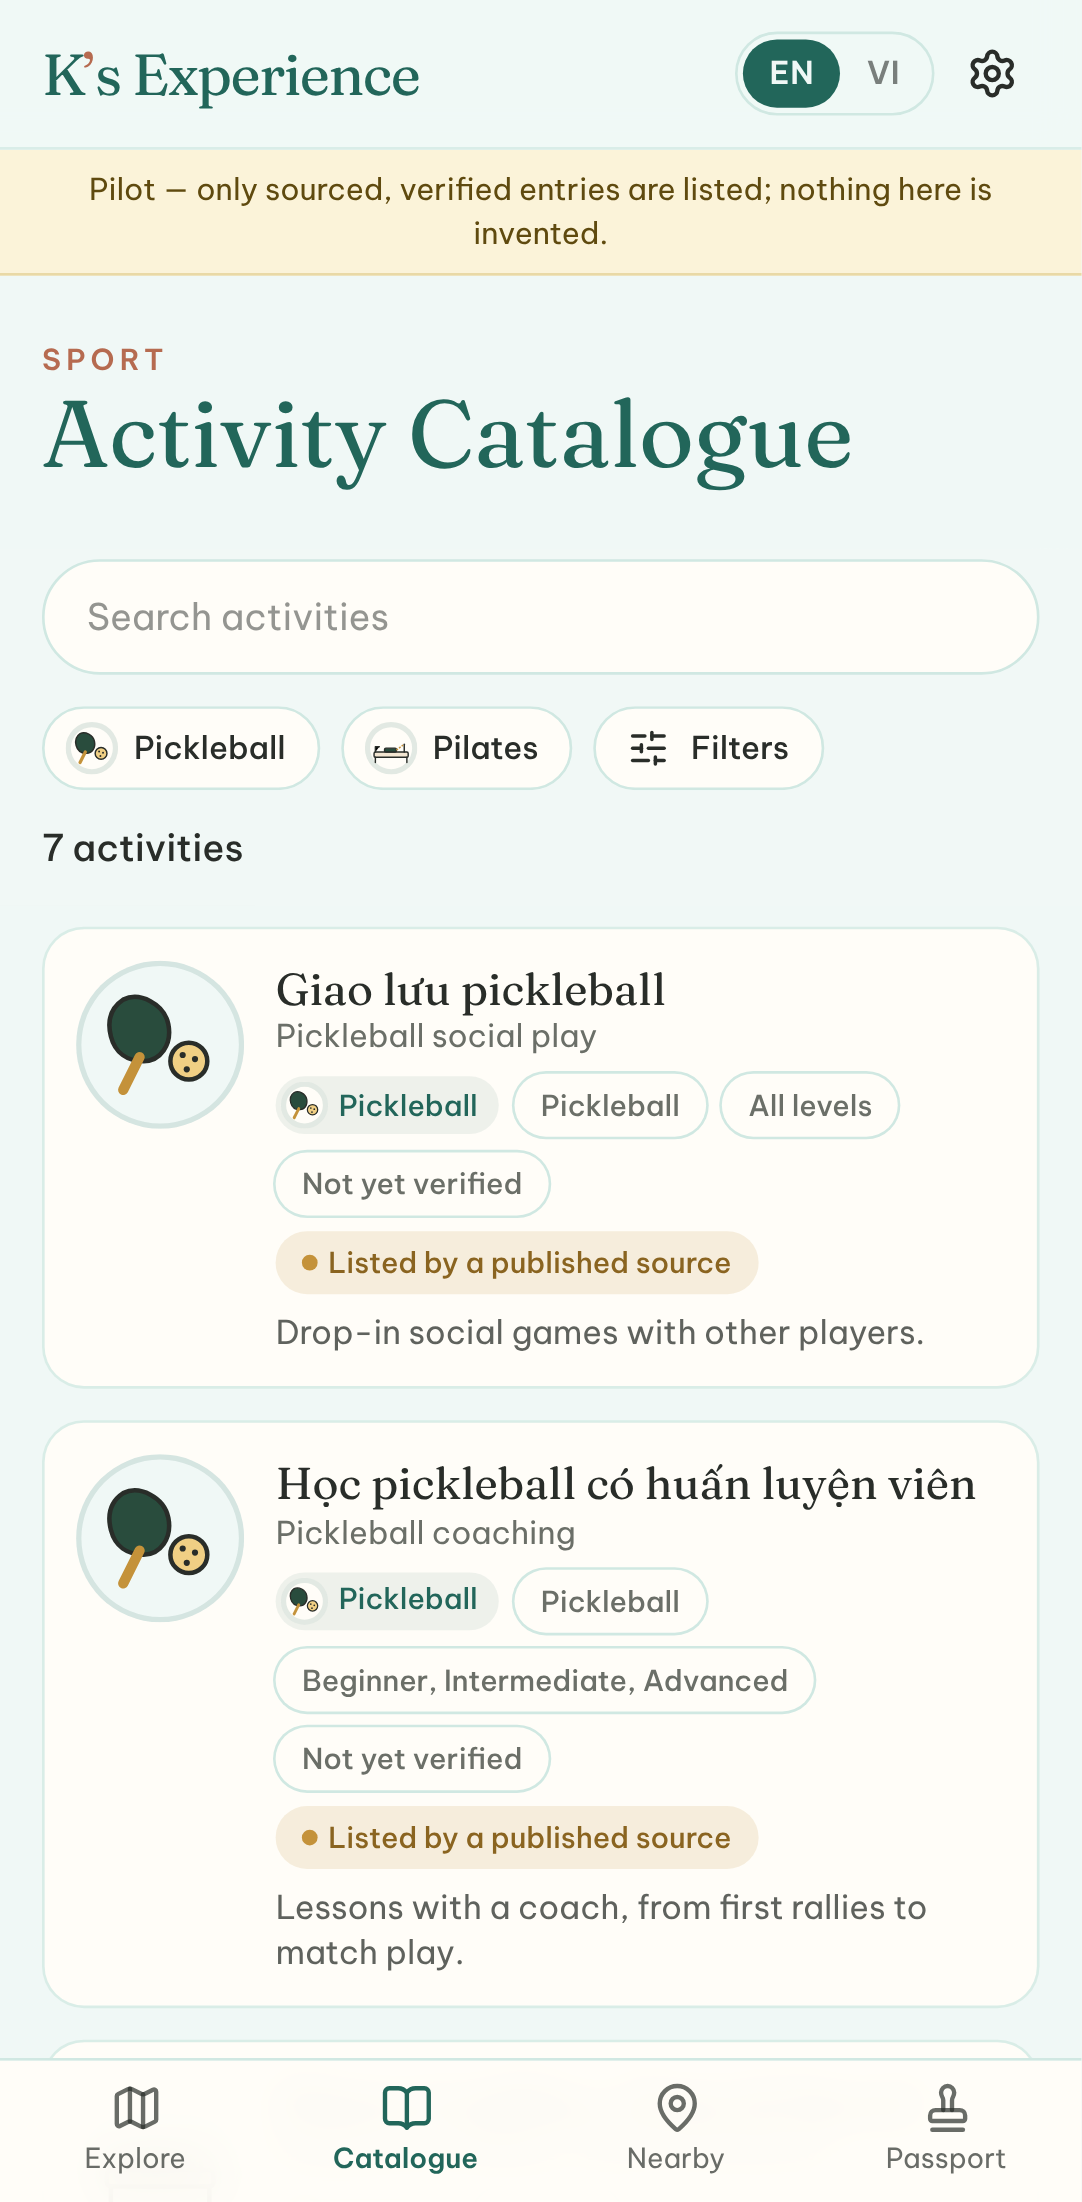 K's Experience
EN VI
Pilot — only sourced, verified entries are listed; nothing here is
invented.
SPORT
Activity Catalogue
Search activities
Pickleball Pilates Filters
7 activities
Giao lưu pickleball
Pickleball social play
Pickleball Pickleball All levels
Not yet verified
Listed by a published source
Drop-in social games with other players.
Học pickleball có huấn luyện viên
Pickleball coaching
Pickleball Pickleball
Beginner, Intermediate, Advanced
Not yet verified
Listed by a published source
Lessons with a coach, from first rallies to
match play.
Explore Catalogue Nearby Passport